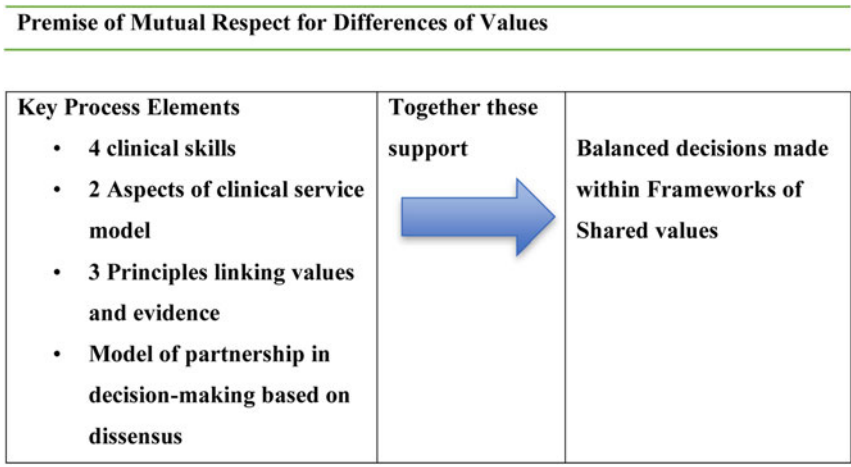 Premise of Mutual Respect for Differences of Values
Key Process Elements
• 4 clinical skills
• 2 Aspects of clinical service
model
• 3 Principles linking values
and evidence
• Model of partnership in
decision-making based on
dissensus
Together these
support
Balanced decisions made
within Frameworks of
Shared values